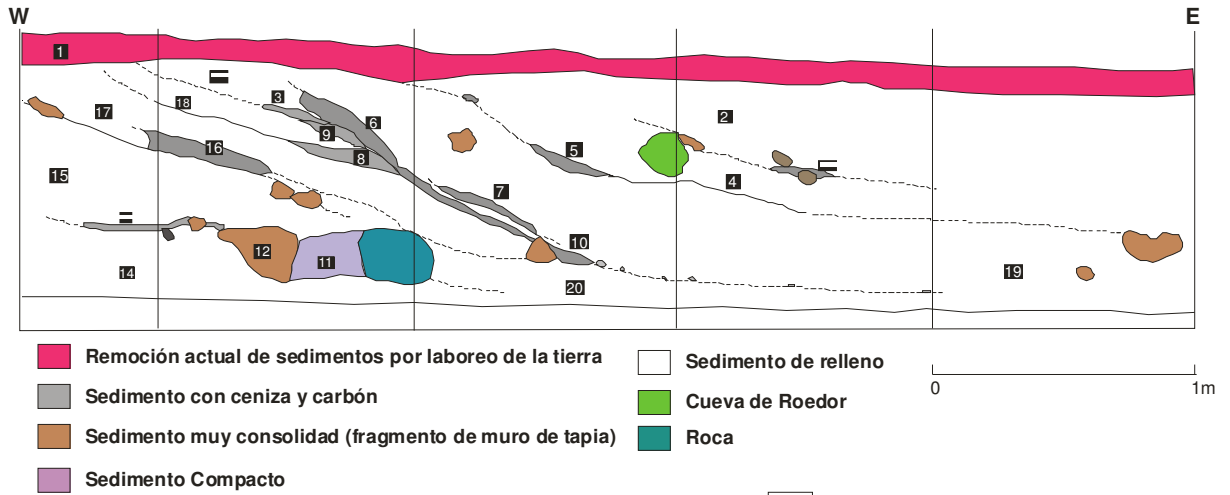 W E
1
2
18 3
17 6
9
5
16 8
4
15
7
12 10
11
14 19
20
Remoción actual de sedimentos por laboreo de la tierra
Sedimento con ceniza y carbón
Sedimento muy consolidad (fragmento de muro de tapia)
Sedimento Compacto
Sedimento de relleno
Cueva de Roedor
Roca
0 1m